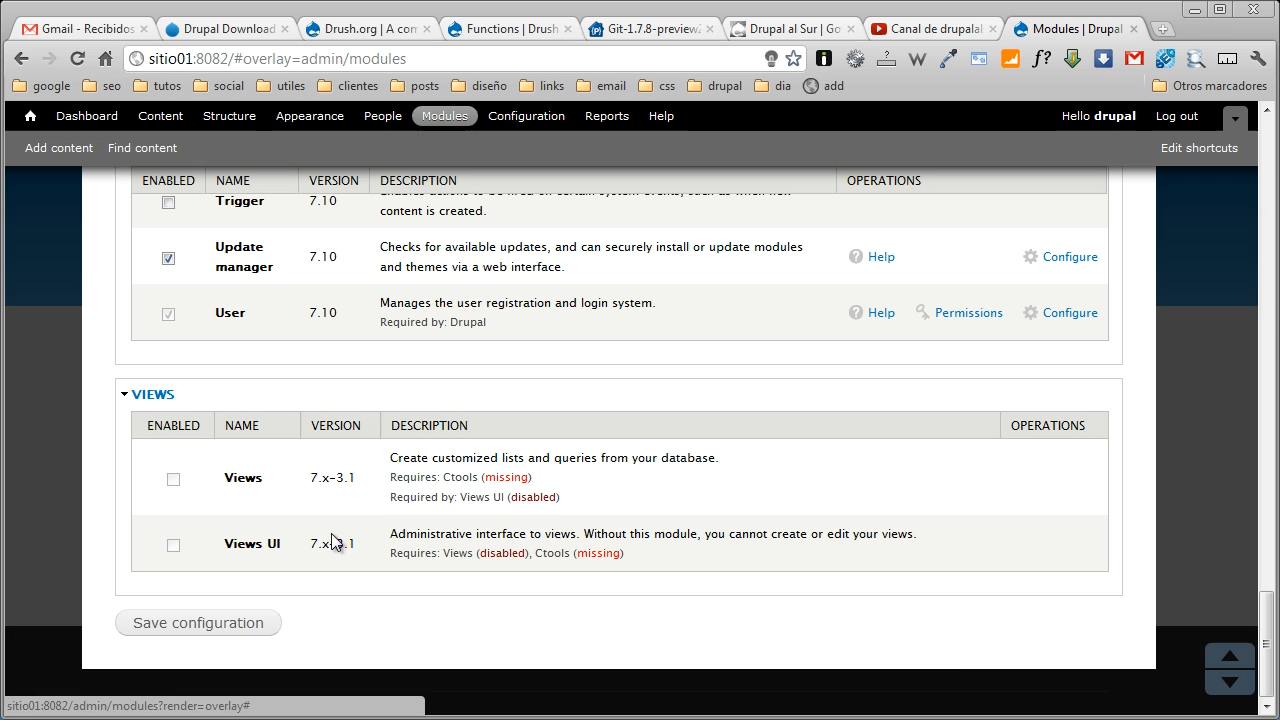 Gmail - Recibidos
Drupal Download
Drush.org | A com
Functions | Drush
Git-1.7.8-preview
Drupal al Sur | Go
Canal de drupalal
Modules | Drupal
sitio01:8082/#overlay=admin/modules
google
seo
tutos
social
utiles
clientes
posts
diseño
links
email
css
drupal
dia
add
Otros marcadores
Dashboard
Content
Structure
Appearance
People
Modules
Configuration
Reports
Help
Hello drupal
Log out
Add content
Find content
Edit shortcuts
ENABLED NAME VERSION DESCRIPTION OPERATIONS
Trigger
7.10
content is created.
Update
manager
7.10
Checks for available updates, and can securely install or update modules
and themes via a web interface.
Help
Configure
User
7.10
Manages the user registration and login system.
Required by: Drupal
Help
Permissions
Configure
VIEWS
ENABLED NAME VERSION DESCRIPTION OPERATIONS
Views
7.x-3.1
Create customized lists and queries from your database.
Requires: Ctools (missing)
Required by: Views UI (disabled)
Views UI
7.x-3.1
Administrative interface to views. Without this module, you cannot create or edit your views.
Requires: Views (disabled), Ctools (missing)
Save configuration
sitio01:8082/admin/modules?render=overlay#